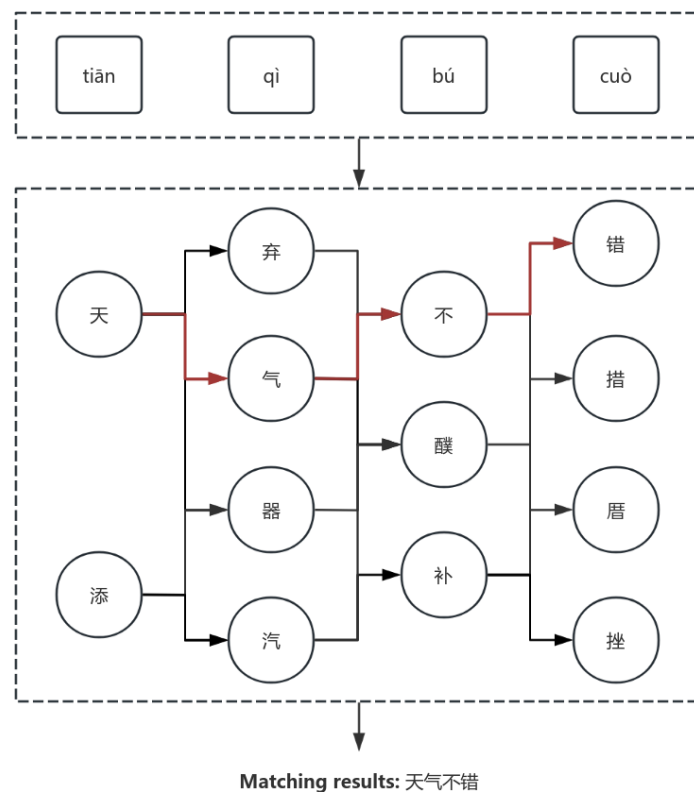 tiān qì bú cuò
弃 错
天 不
气 措
醭
器 厝
添 补
汽 挫
Matching results: 天气不错